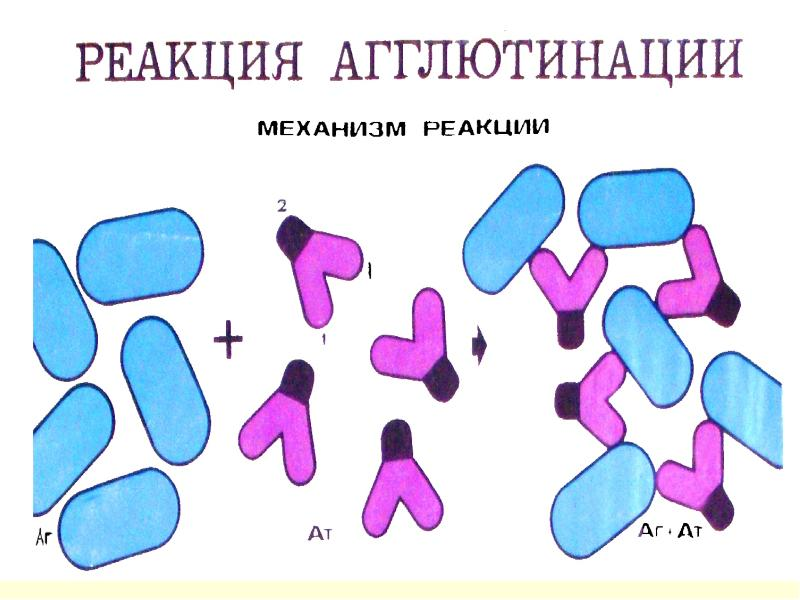 РЕАКЦИЯ АГГЛЮТИНАЦИИ
МЕХАНИЗМ РЕАКЦИИ
2
1
1
Аг
Ат
Аг · Ат